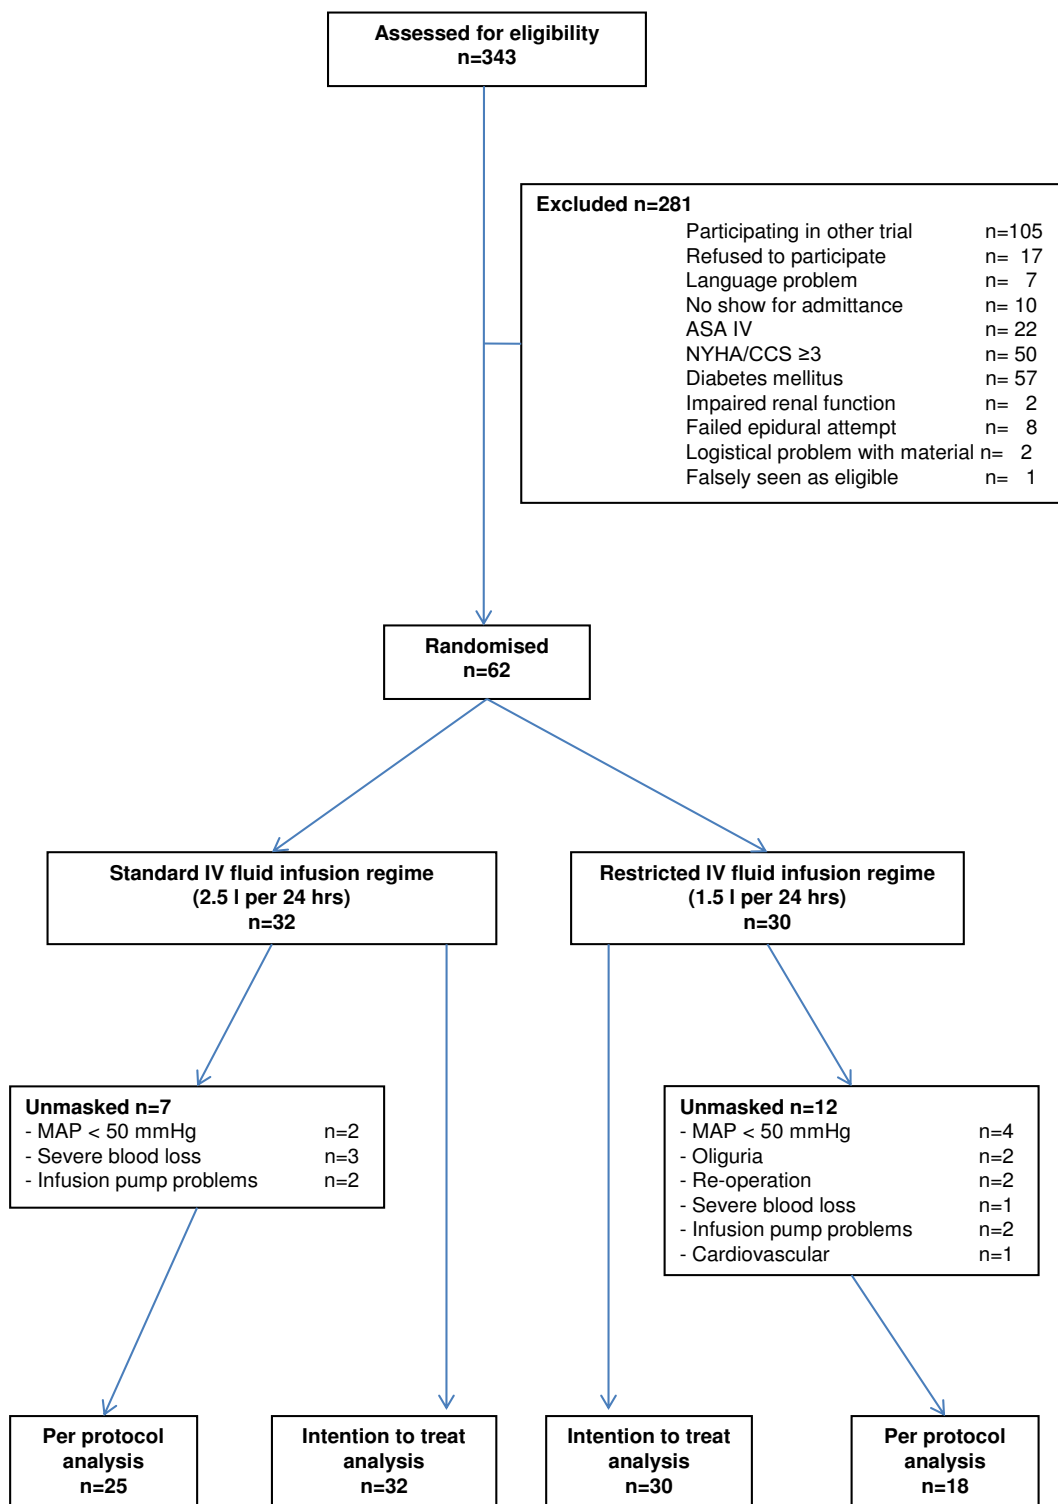 Assessed for eligibility
n=343
Excluded n=281
Participating in other trial n=105
Refused to participate n= 17
Language problem n= 7
No show for admittance n= 10
ASA IV n= 22
NYHA/CCS ≥3 n= 50
Diabetes mellitus n= 57
Impaired renal function n= 2
Failed epidural attempt n= 8
Logistical problem with material n= 2
Falsely seen as eligible n= 1
Randomised
n=62
Standard IV fluid infusion regime
(2.5 l per 24 hrs)
n=32
Restricted IV fluid infusion regime
(1.5 l per 24 hrs)
n=30
Unmasked n=7
- MAP < 50 mmHg n=2
- Severe blood loss n=3
- Infusion pump problems n=2
Unmasked n=12
- MAP < 50 mmHg n=4
- Oliguria n=2
- Re-operation n=2
- Severe blood loss n=1
- Infusion pump problems n=2
- Cardiovascular n=1
Per protocol
analysis
n=25
Intention to treat
analysis
n=32
Intention to treat
analysis
n=30
Per protocol
analysis
n=18